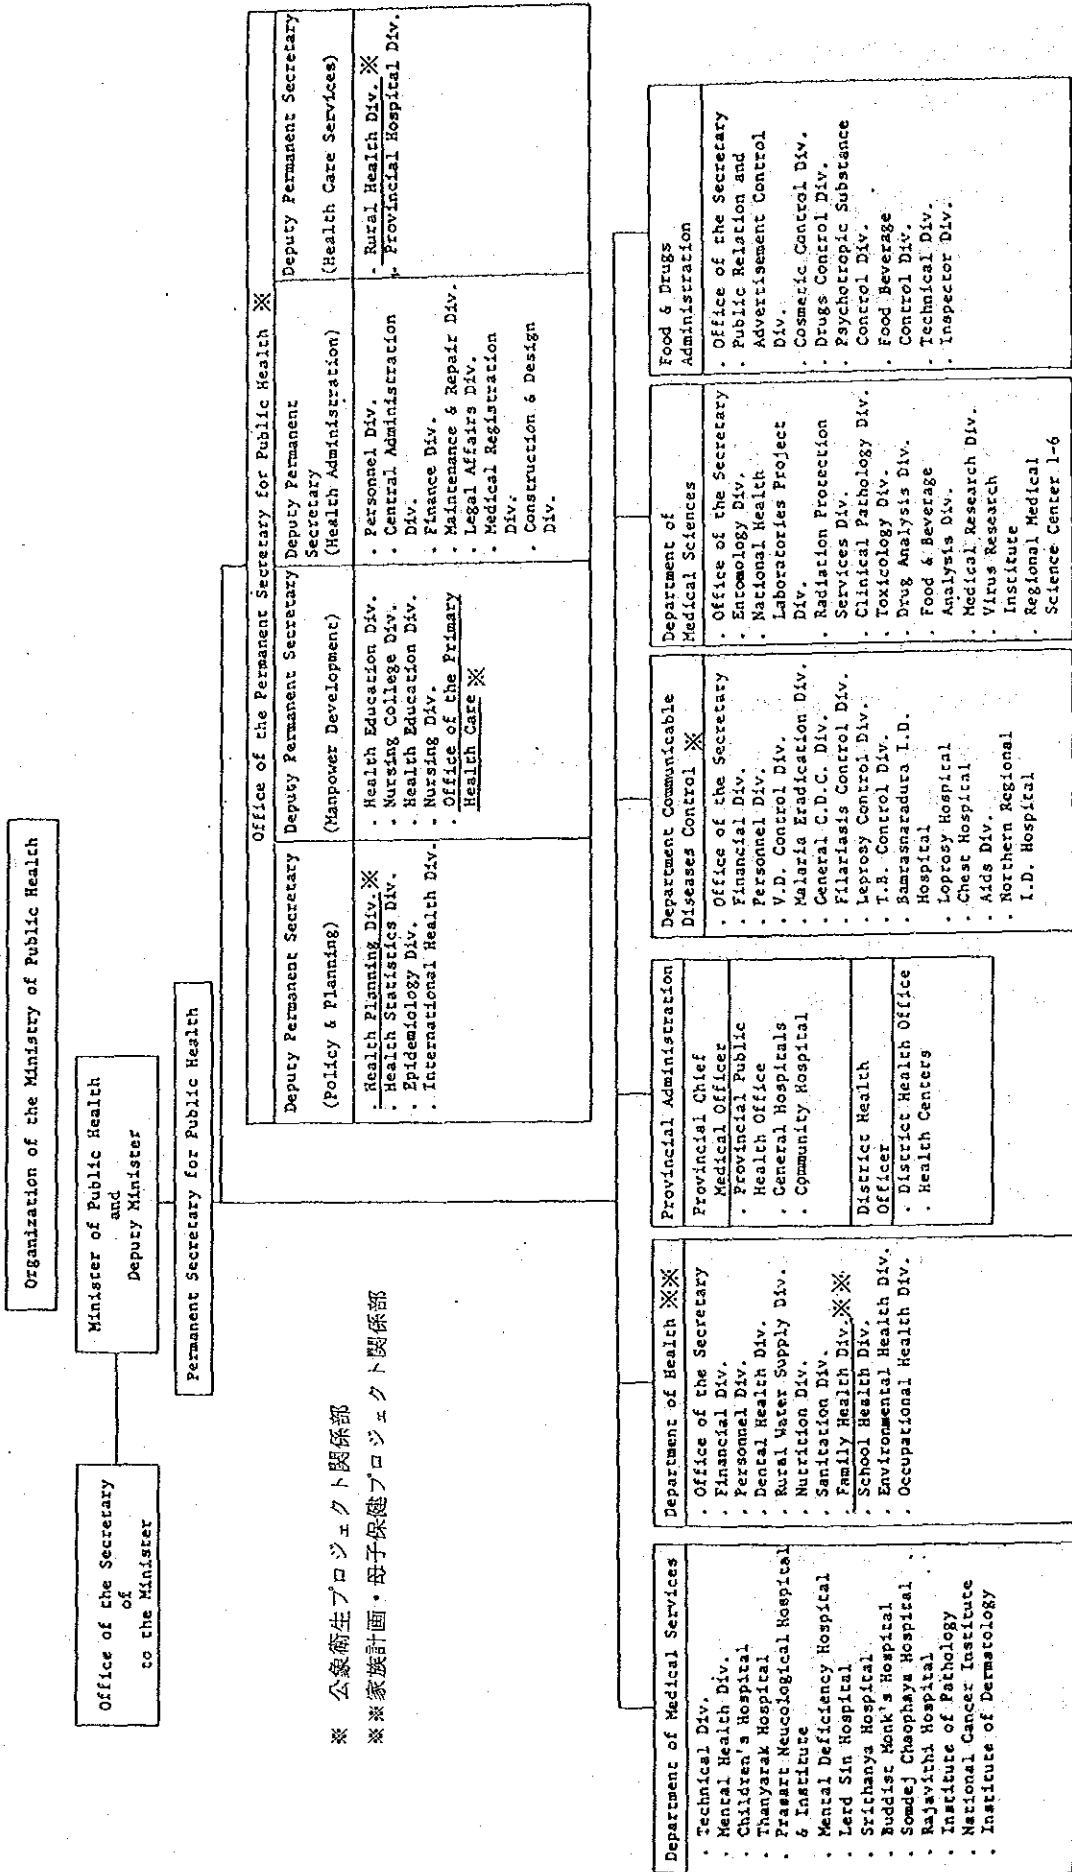 Organization of the Ministry of Public Health
Minister of Public Health
and
Deputy Minister
Office of the Secretary
of
to the Minister
Permanent Secretary for Public Health
※ 公衆衛生プロジェクト関係部
※※家族計画・母子保健プロジェクト関係部
Office of the Permanent Secretary for Public Health ※
Deputy Permanent Secretary
(Policy & Planning)
. Health Planning Div.※
. Health Statistics Div.
. Epidemiology Div.
. International Health Div.
Deputy Permanent Secretary
(Manpower Development)
. Health Education Div.
. Nursing College Div.
. Health Education Div.
. Nursing Div.
. Office of the Primary
Health Care ※
Deputy Permanent
Secretary
(Health Administration)
. Personnel Div.
. Central Administration
Div.
. Finance Div.
. Maintenance & Repair Div.
. Legal Affairs Div.
. Medical Registration
Div.
. Construction & Design
Div.
Deputy Permanent Secretary
(Health Care Services)
. Rural Health Div. ※
. Provincial Hospital Div.
Department of Medical Services
. Technical Div.
. Mental Health Div.
. Children's Hospital
. Thanyarak Hospital
. Prasart Neucological Hospital
& Institute
. Mental Deficiency Hospital
. Lerd Sin Hospital
. Srithanya Hospital
. Buddist Monk's Hospital
. Somdej Chaophaya Hospital
. Rajavithi Hospital
. Institute of Pathology
. National Cancer Institute
. Institute of Dermatology
Department of Health ※※
. Office of the Secretary
. Financial Div.
. Personnel Div.
. Dental Health Div.
. Rural Water Supply Div.
. Nutrition Div.
. Sanitation Div.
. Family Health Div.※※
. School Health Div.
. Environmental Health Div.
. Occupational Health Div.
Provincial Administration
Provincial Chief
Medical Officer
. Provincial Public
Health Office
. General Hospitals
. Community Hospital
District Health
Officer
. District Health Office
. Health Centers
Department Communicable
Diseases Control ※
. Office of the Secretary
. Financial Div.
. Personnel Div.
. V.D. Control Div.
. Malaria Eradication Div.
. General C.D.C. Div.
. Filariasis Control Div.
. Leprosy Control Div.
. T.B. Control Div.
. Bamrasnaradura I.D.
Hospital
. Loprosy Hospital
. Chest Hospital
. Aids Div.
. Northern Regional
I.D. Hospital
Department of
Medical Sciences
. Office of the Secretary
. Entomology Div.
. National Health
Laboratories Project
Div.
. Radiation Protection
Services Div.
. Clinical Pathology Div.
. Toxicology Div.
. Drug Analysis Div.
. Food & Beverage
Analysis Div.
. Medical Research Div.
. Virus Research
Institute
. Regional Medical
Science Center 1-6
Food & Drugs
Administration
. Office of the Secretary
. Public Relation and
Advertisement Control
Div.
. Cosmetic Control Div.
. Drugs Control Div.
. Psychotropic Substance
Control Div.
. Food Beverage
Control Div.
. Technical Div.
. Inspector Div.